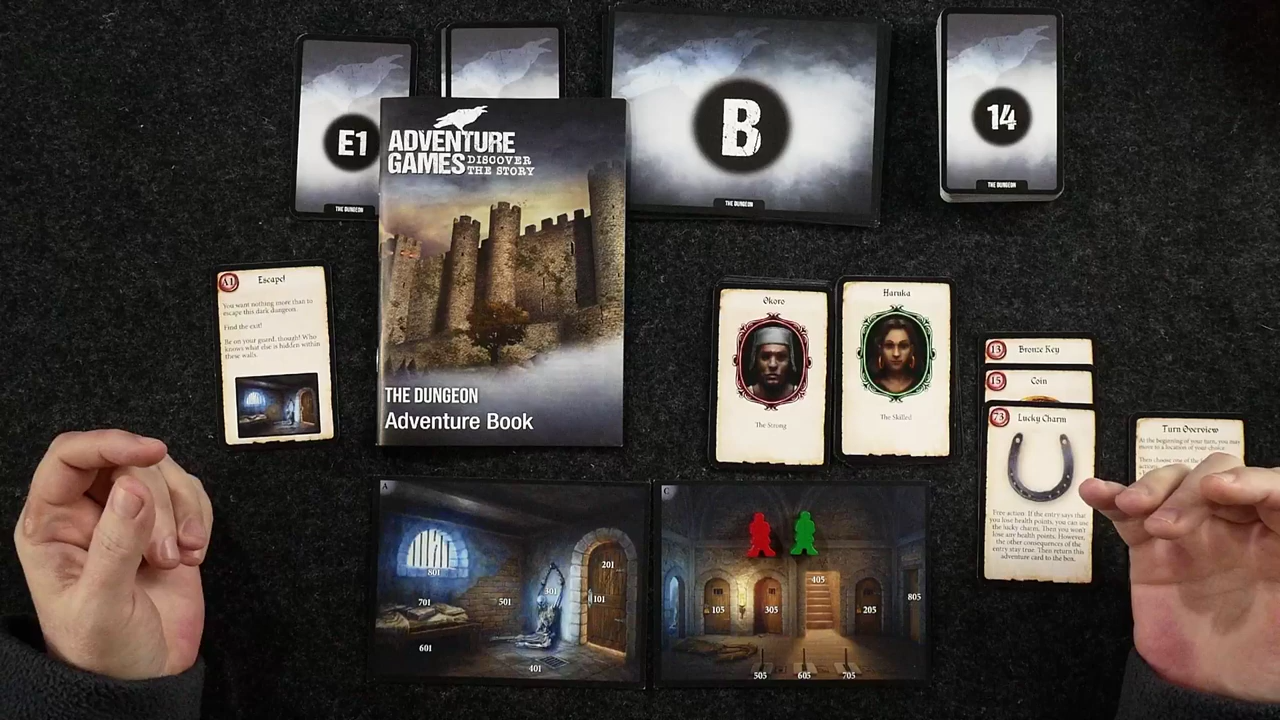 E1
THE DUNGEON
B
THE DUNGEON
14
THE DUNGEON
ADVENTURE
GAMES DISCOVER
THE STORY
THE DUNGEON
Adventure Book
A1 Escape!
You want nothing more than to
escape this dark dungeon.
Find the exit!
Be on your guard, though! Who
knows what else is hidden within
these walls.
Okoro
The Strong
Haruka
The Skilled
13 Bronze Key
15 Coin
73 Lucky Charm
Free action: If the entry says that
you lose health points, you can use
the lucky charm. Then you won't
lose any health points. However,
the other consequences of the
entry stay true. Then return this
adventure card to the box.
Turn Overview
At the beginning of your turn, you may
move to a location of your choice.
Then choose one of the
actions:
A
801
701
601
501
301
401
201
101
C
105
305
405
205
805
505
605
705